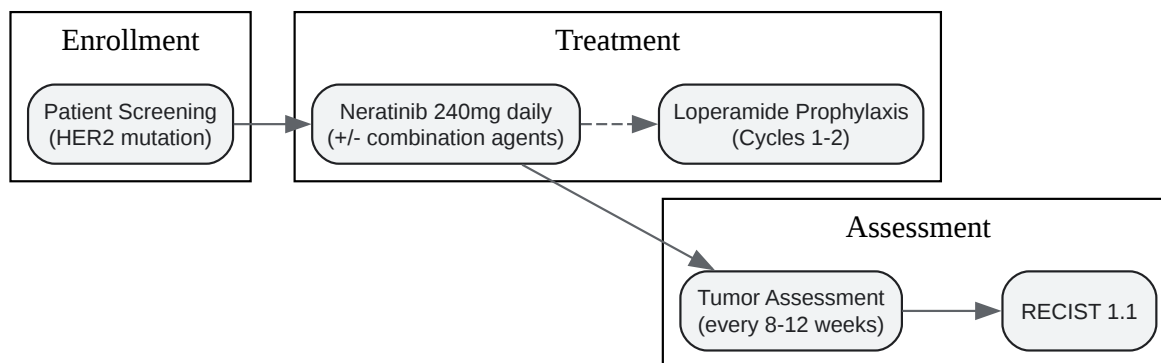 Enrollment
Patient Screening
(HER2 mutation)
Treatment
Neratinib 240mg daily
(+/- combination agents)
Loperamide Prophylaxis
(Cycles 1-2)
Assessment
Tumor Assessment
(every 8-12 weeks)
RECIST 1.1